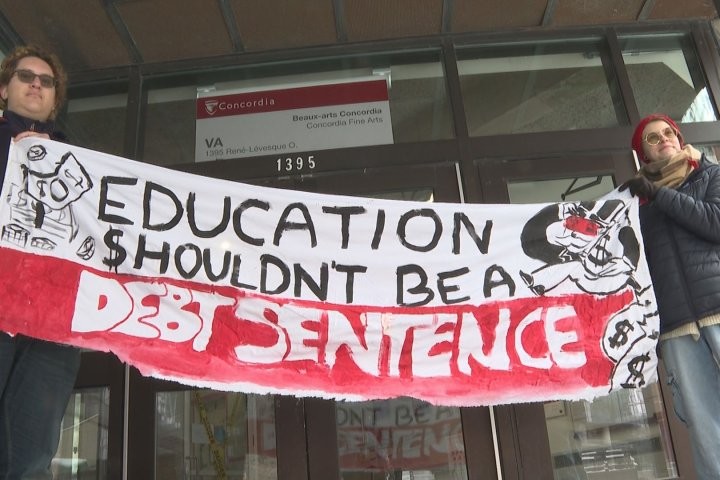 Concordia
Beaux-arts Concordia
Concordia Fine Arts
VA
1395 René-Lévesque O.
1395
EDUCATION
$HOULDN'T BE A
DEBT SENTENCE